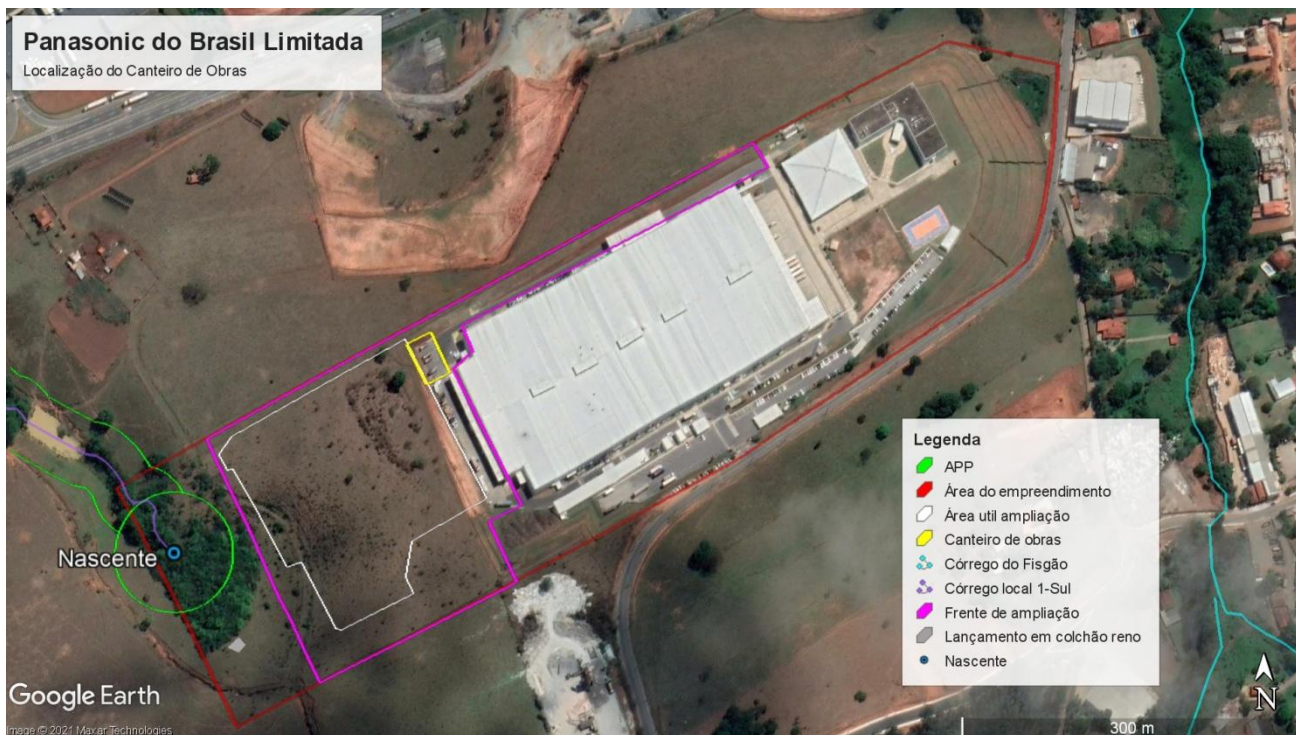 Panasonic do Brasil Limitada
Localização do Canteiro de Obras
Nascente
Legenda
APP
Área do empreendimento
Área util ampliação
Canteiro de obras
Córrego do Fisgão
Córrego local 1-Sul
Frente de ampliação
Lançamento em colchão reno
Nascente
Google Earth
Image © 2021 Maxar Technologies
300 m
N